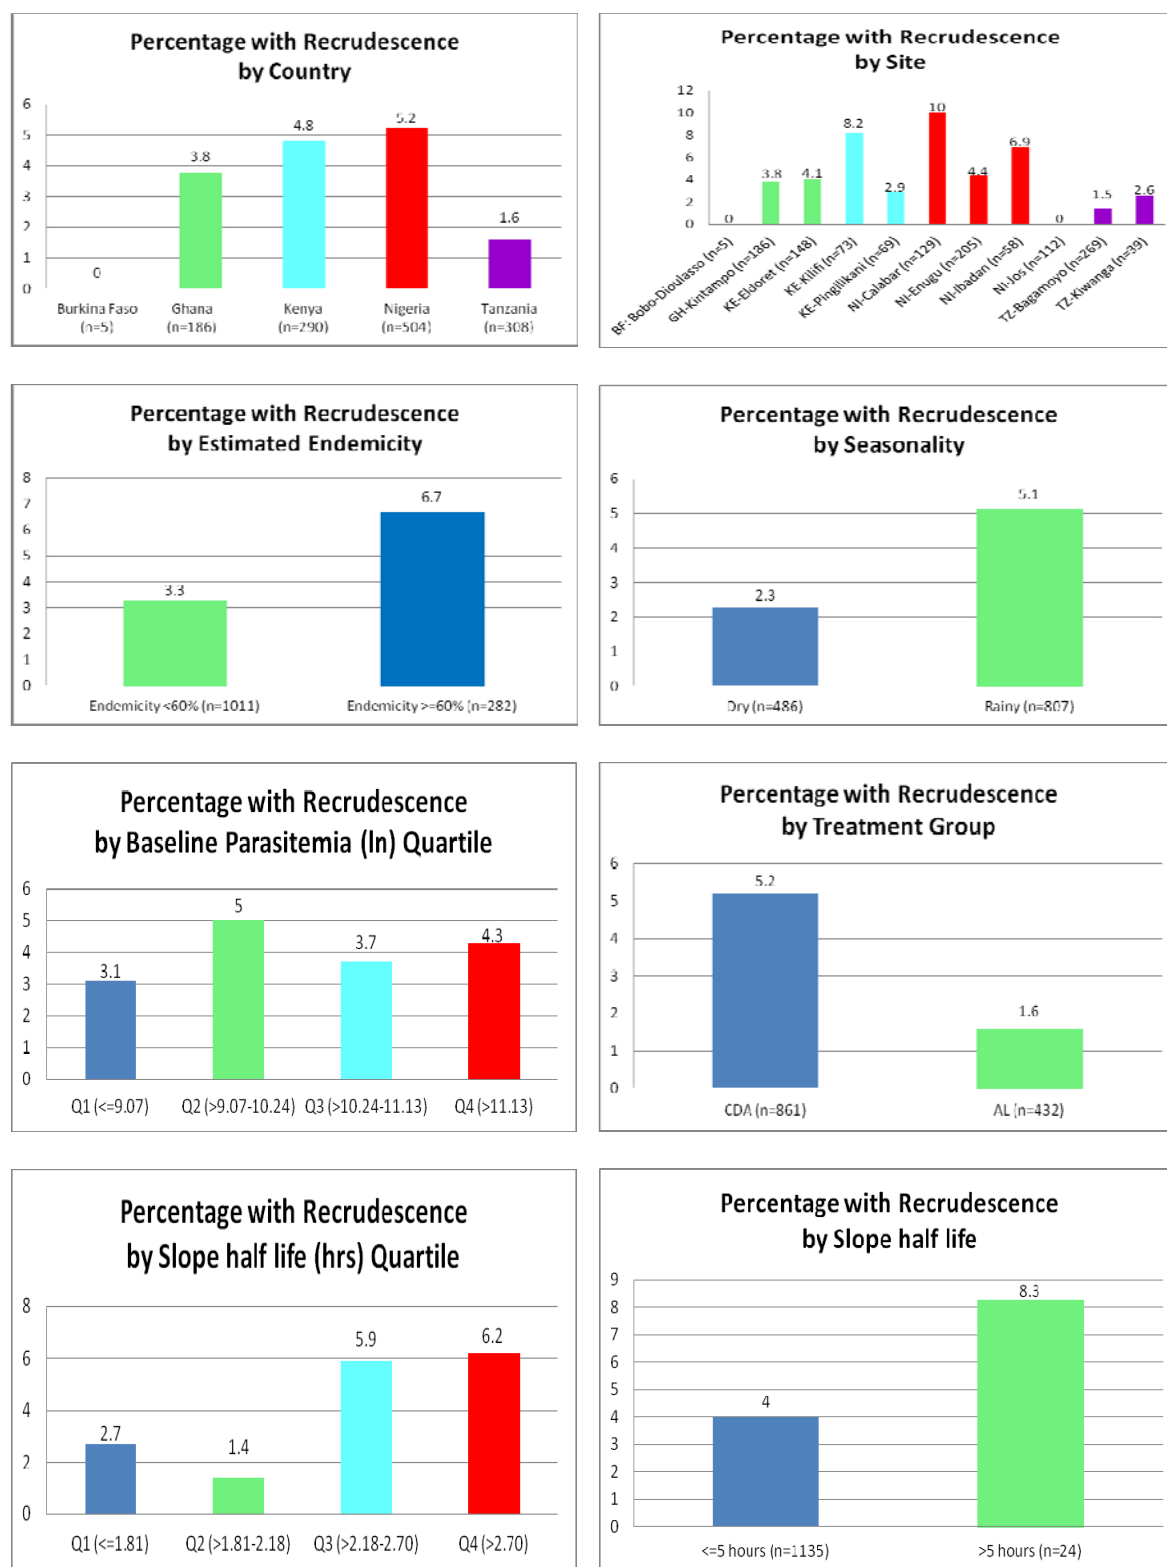 Percentage with Recrudescence
by Country
6
5
4
3
2
1
0
0
3.8
4.8
5.2
1.6
Burkina Faso
(n=5)
Ghana
(n=186)
Kenya
(n=290)
Nigeria
(n=504)
Tanzania
(n=308)
Percentage with Recrudescence
by Site
12
10
8
6
4
2
0
0
3.8
4.1
8.2
2.9
10
4.4
6.9
0
1.5
2.6
BF: Bobo-Dioulasso (n=5)
GH-Kintampo (n=186)
KE-Eldoret (n=148)
KE-Kilifi (n=73)
KE-Pingilikani (n=69)
NI-Calabar (n=129)
NI-Enugu (n=205)
NI-Ibadan (n=58)
NI-Jos (n=112)
TZ-Bagamoyo (n=269)
TZ-Kiwanga (n=39)
Percentage with Recrudescence
by Estimated Endemicity
8
7
6
5
4
3
2
1
0
3.3
6.7
Endemicity <60% (n=1011)
Endemicity >=60% (n=282)
Percentage with Recrudescence
by Seasonality
6
5
4
3
2
1
0
2.3
5.1
Dry (n=486)
Rainy (n=807)
Percentage with Recrudescence
by Baseline Parasitemia (ln) Quartile
6
5
4
3
2
1
0
3.1
5
3.7
4.3
Q1 (<=9.07)
Q2 (>9.07-10.24)
Q3 (>10.24-11.13)
Q4 (>11.13)
Percentage with Recrudescence
by Treatment Group
6
5
4
3
2
1
0
5.2
1.6
CDA (n=861)
AL (n=432)
Percentage with Recrudescence
by Slope half life (hrs) Quartile
8
6
4
2
0
2.7
1.4
5.9
6.2
Q1 (<=1.81)
Q2 (>1.81-2.18)
Q3 (>2.18-2.70)
Q4 (>2.70)
Percentage with Recrudescence
by Slope half life
9
8
7
6
5
4
3
2
1
0
4
8.3
<=5 hours (n=1135)
>5 hours (n=24)